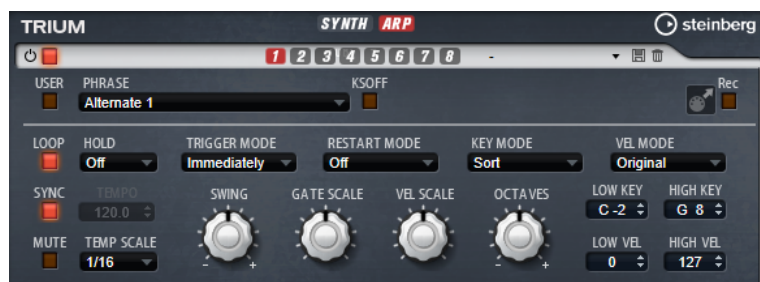 TRIUM SYNTH ARP steinberg
1 2 3 4 5 6 7 8 -
USER PHRASE KSOFF Rec
Alternate 1
LOOP HOLD TRIGGER MODE RESTART MODE KEY MODE VEL MODE
Off Immediately Off Sort Original
SYNC TEMPO SWING GATE SCALE VEL SCALE OCTAVES LOW KEY HIGH KEY
120.0 C -2 G 8
MUTE TEMP SCALE LOW VEL HIGH VEL
1/16 - + - + 0 127